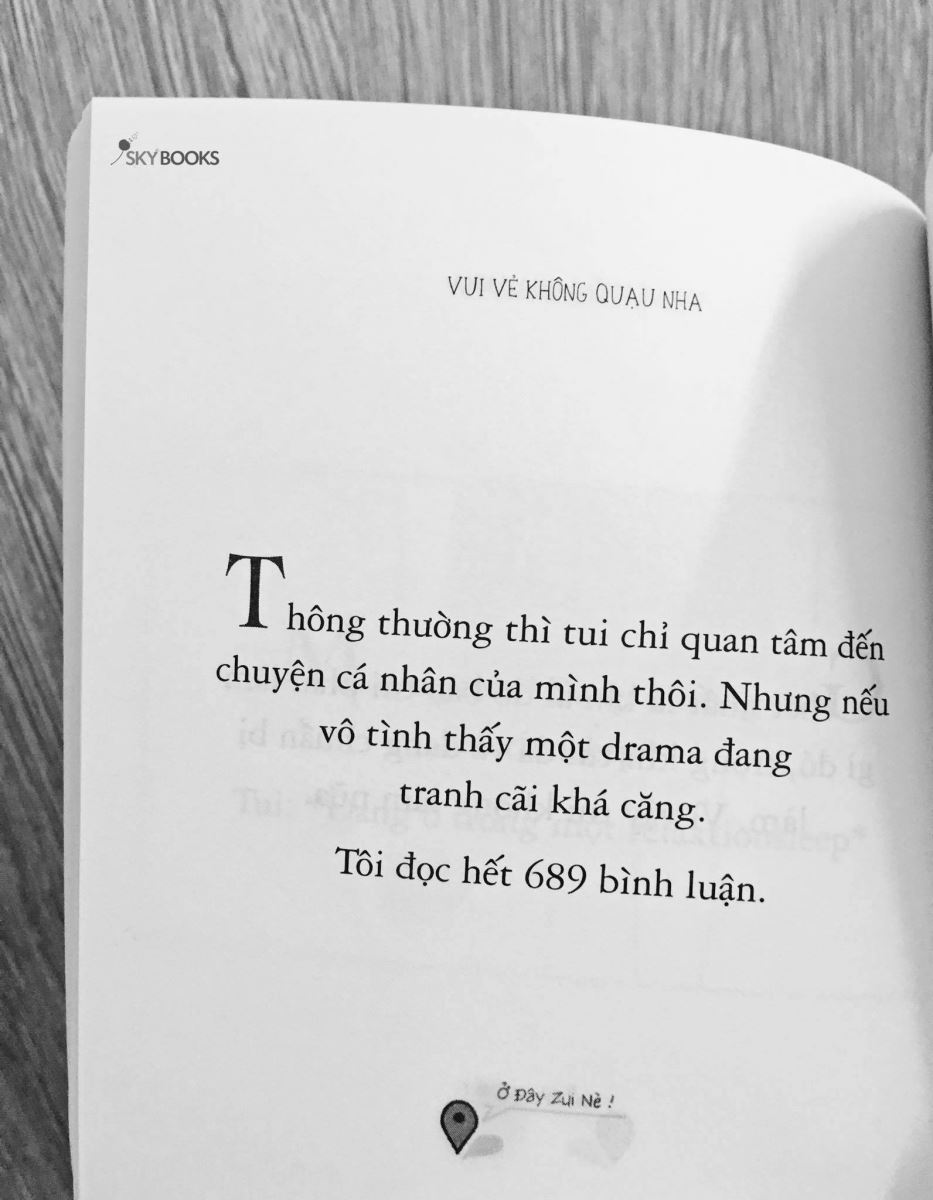 SKYBOOKS
VUI VẺ KHÔNG QUẠU NHA
Thông thường thì tui chỉ quan tâm đến
chuyện cá nhân của mình thôi. Nhưng nếu
vô tình thấy một drama đang
tranh cãi khá căng.
Tôi đọc hết 689 bình luận.
Ở Đây Zui Nè !